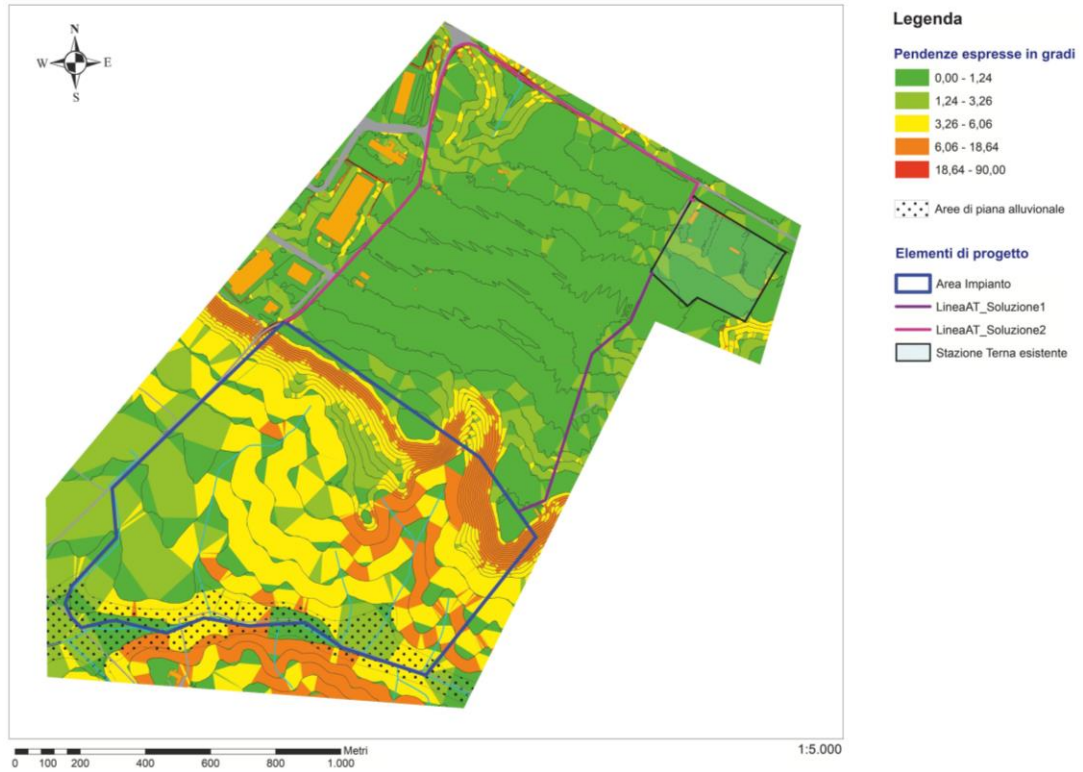 N
W E
S
Legenda
Pendenze espresse in gradi
0,00 - 1,24
1,24 - 3,26
3,26 - 6,06
6,06 - 18,64
18,64 - 90,00
Aree di piana alluvionale
Elementi di progetto
Area Impianto
LineaAT_Soluzione1
LineaAT_Soluzione2
Stazione Terna esistente
Metri
0 100 200 400 600 800 1.000
1:5.000